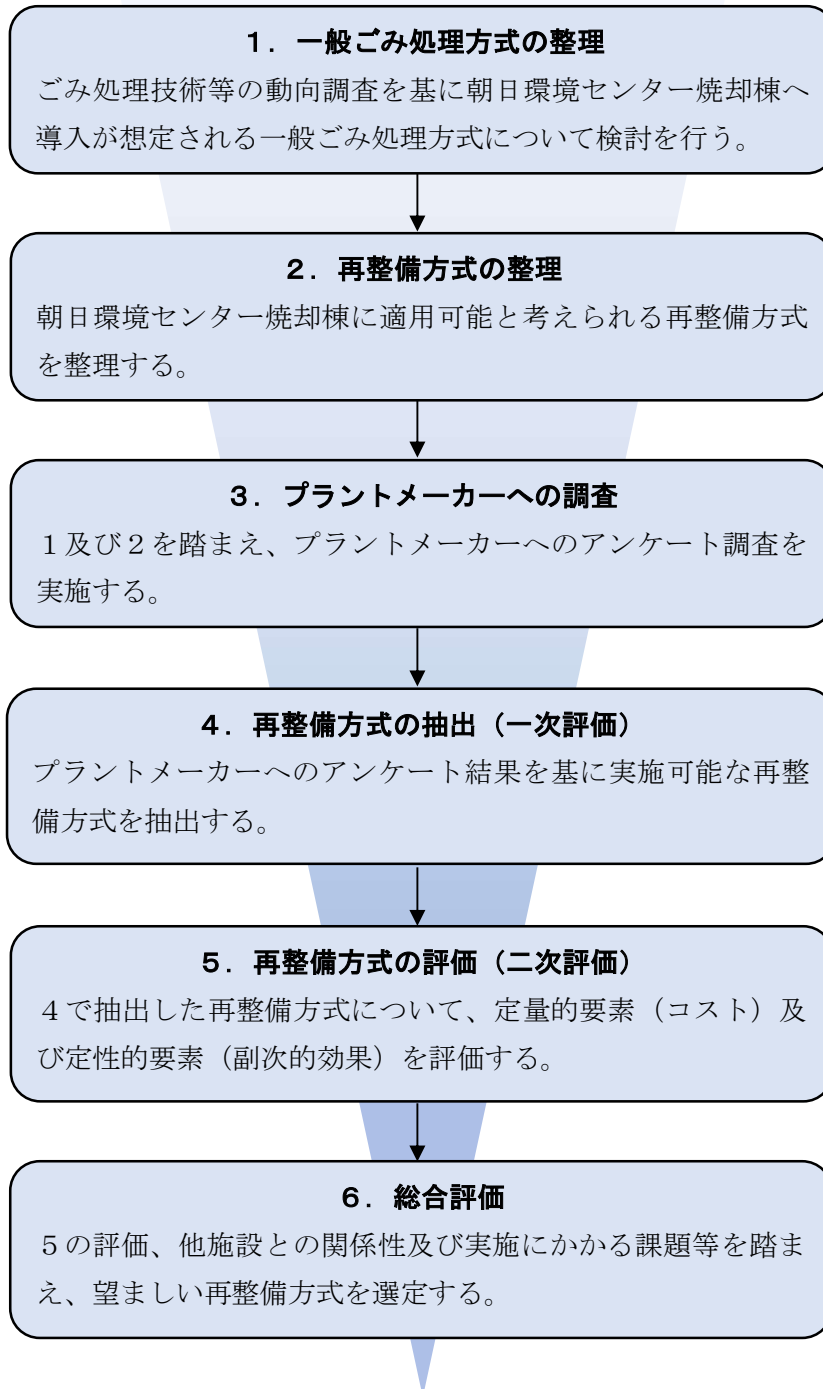 １．一般ごみ処理方式の整理
ごみ処理技術等の動向調査を基に朝日環境センター焼却棟へ
導入が想定される一般ごみ処理方式について検討を行う。
２．再整備方式の整理
朝日環境センター焼却棟に適用可能と考えられる再整備方式
を整理する。
３．プラントメーカーへの調査
１及び２を踏まえ、プラントメーカーへのアンケート調査を
実施する。
４．再整備方式の抽出（一次評価）
プラントメーカーへのアンケート結果を基に実施可能な再整
備方式を抽出する。
５．再整備方式の評価（二次評価）
４で抽出した再整備方式について、定量的要素（コスト）及
び定性的要素（副次的効果）を評価する。
６．総合評価
５の評価、他施設との関係性及び実施にかかる課題等を踏ま
え、望ましい再整備方式を選定する。